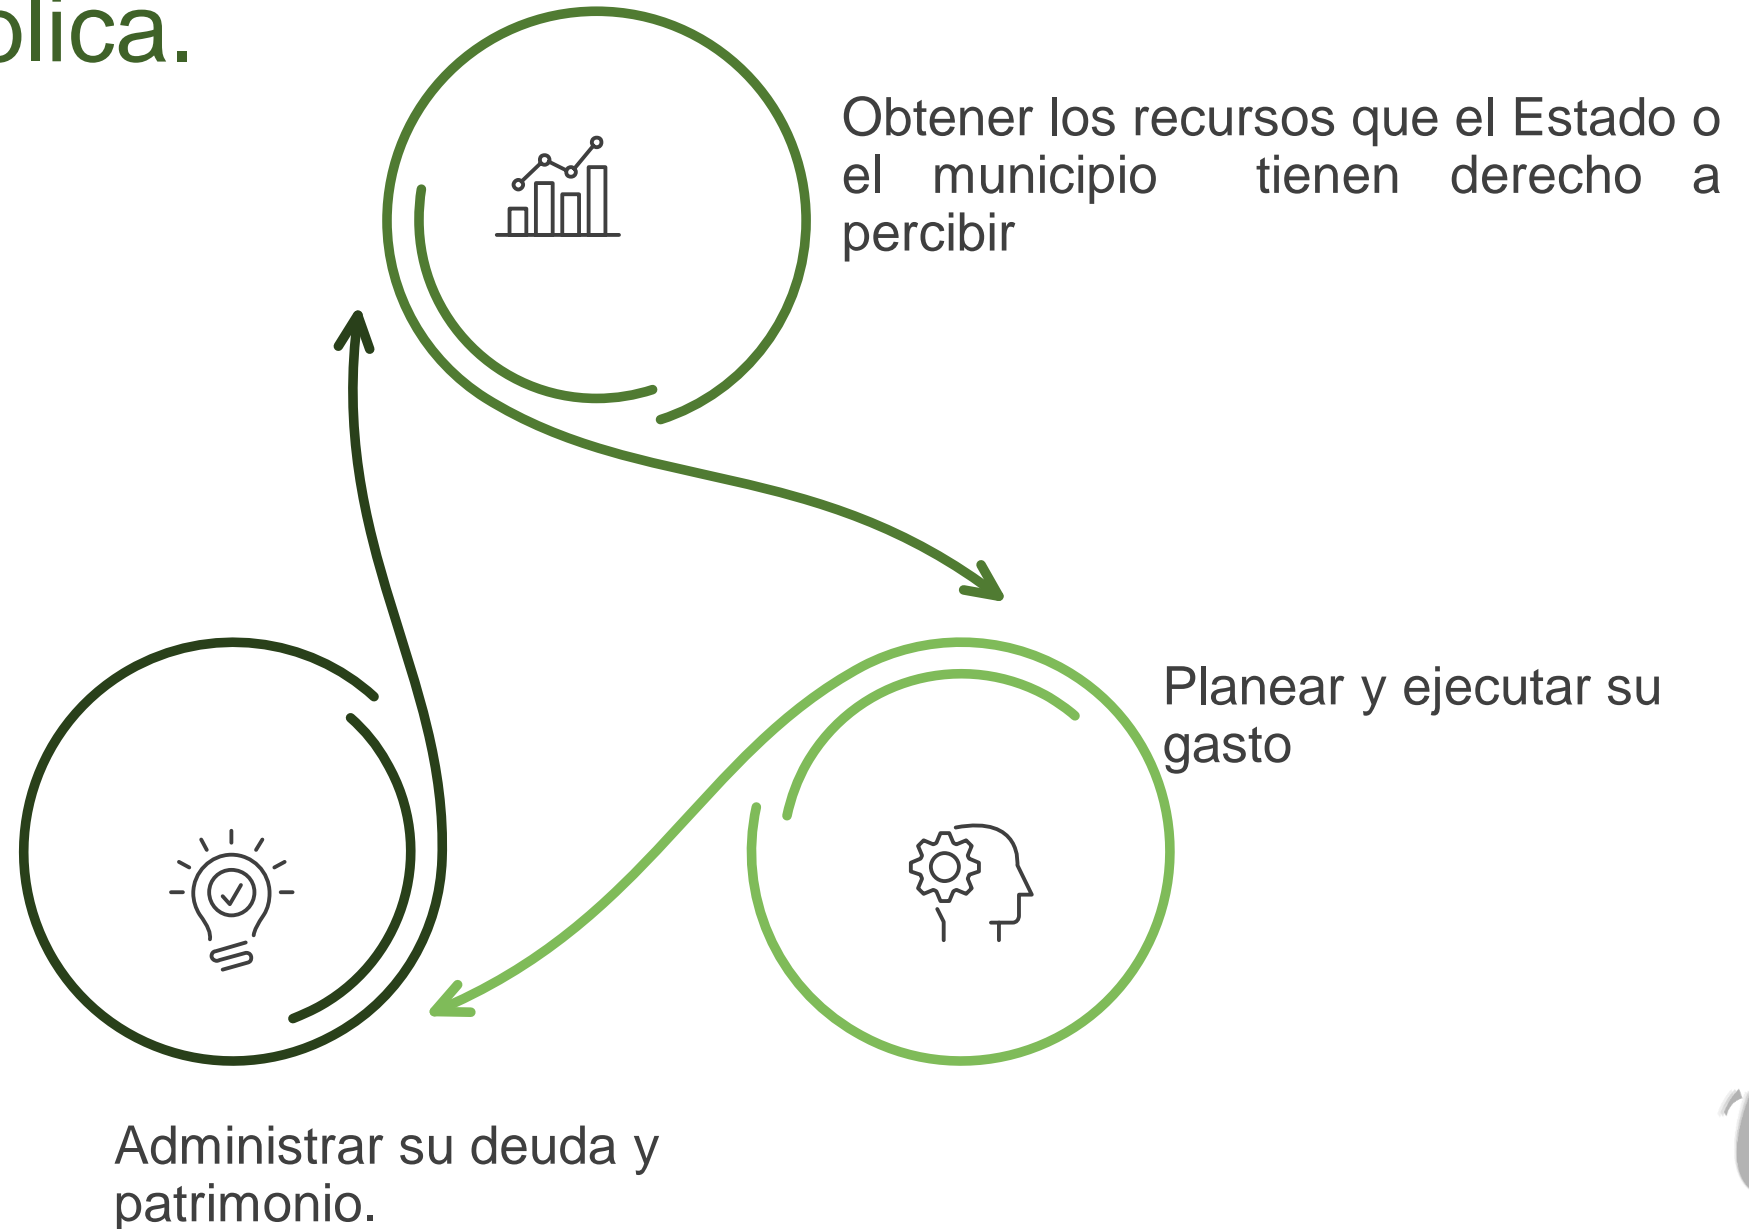 blica.
Obtener los recursos que el Estado o
el municipio tienen derecho a
percibir
Planear y ejecutar su
gasto
Administrar su deuda y
patrimonio.